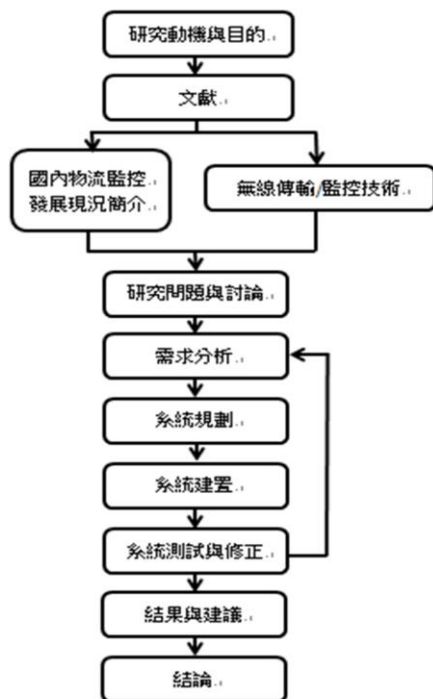 研究動機與目的
文獻
國內物流監控
發展現況簡介
無線傳輸/監控技術
研究問題與討論
需求分析
系統規劃
系統建置
系統測試與修正
結果與建議
結論